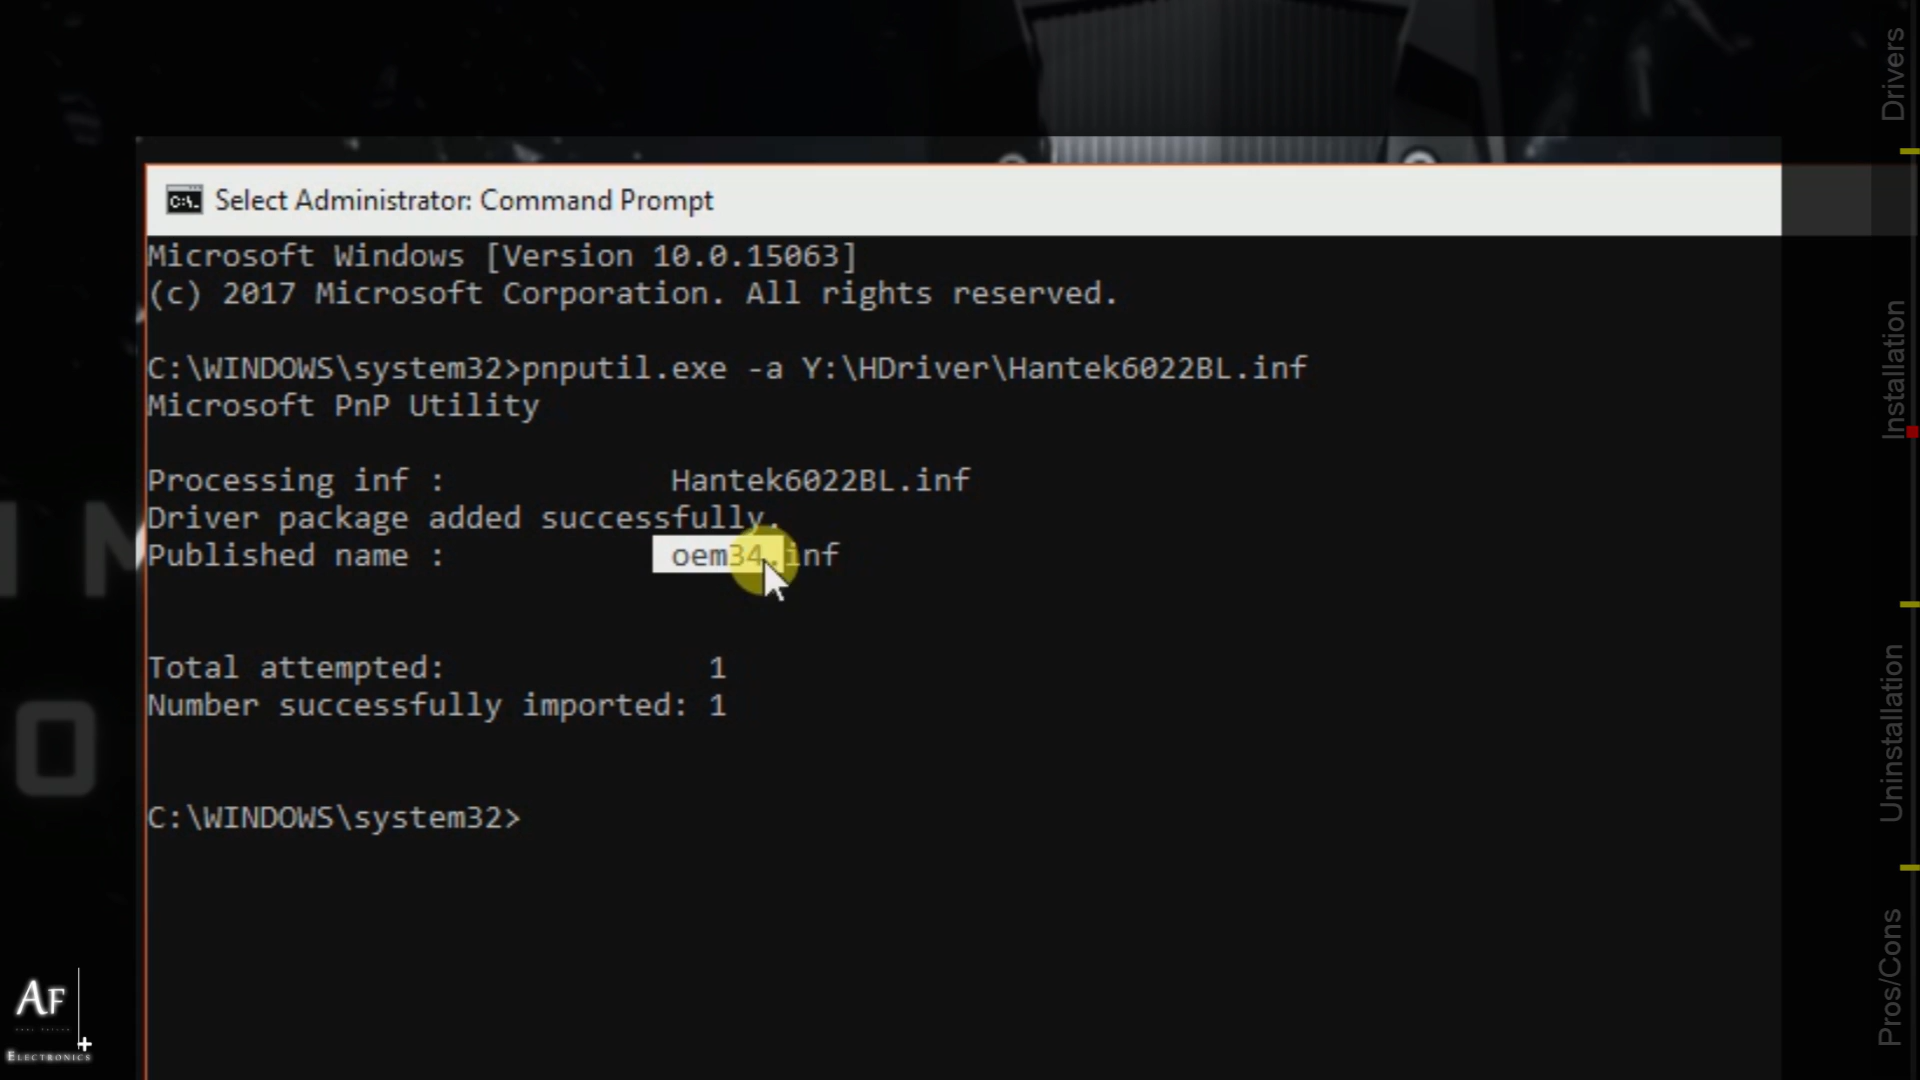 Select Administrator: Command Prompt
Microsoft Windows [Version 10.0.15063]
(c) 2017 Microsoft Corporation. All rights reserved.
C:\WINDOWS\system32>pnputil.exe -a Y:\HDriver\Hantek6022BL.inf
Microsoft PnP Utility
Processing inf : Hantek6022BL.inf
Driver package added successfully.
Published name : oem34.inf
Total attempted: 1
Number successfully imported: 1
C:\WINDOWS\system32>
Drivers
Installation
Uninstallation
Pros/Cons
AF
ELECTRONICS